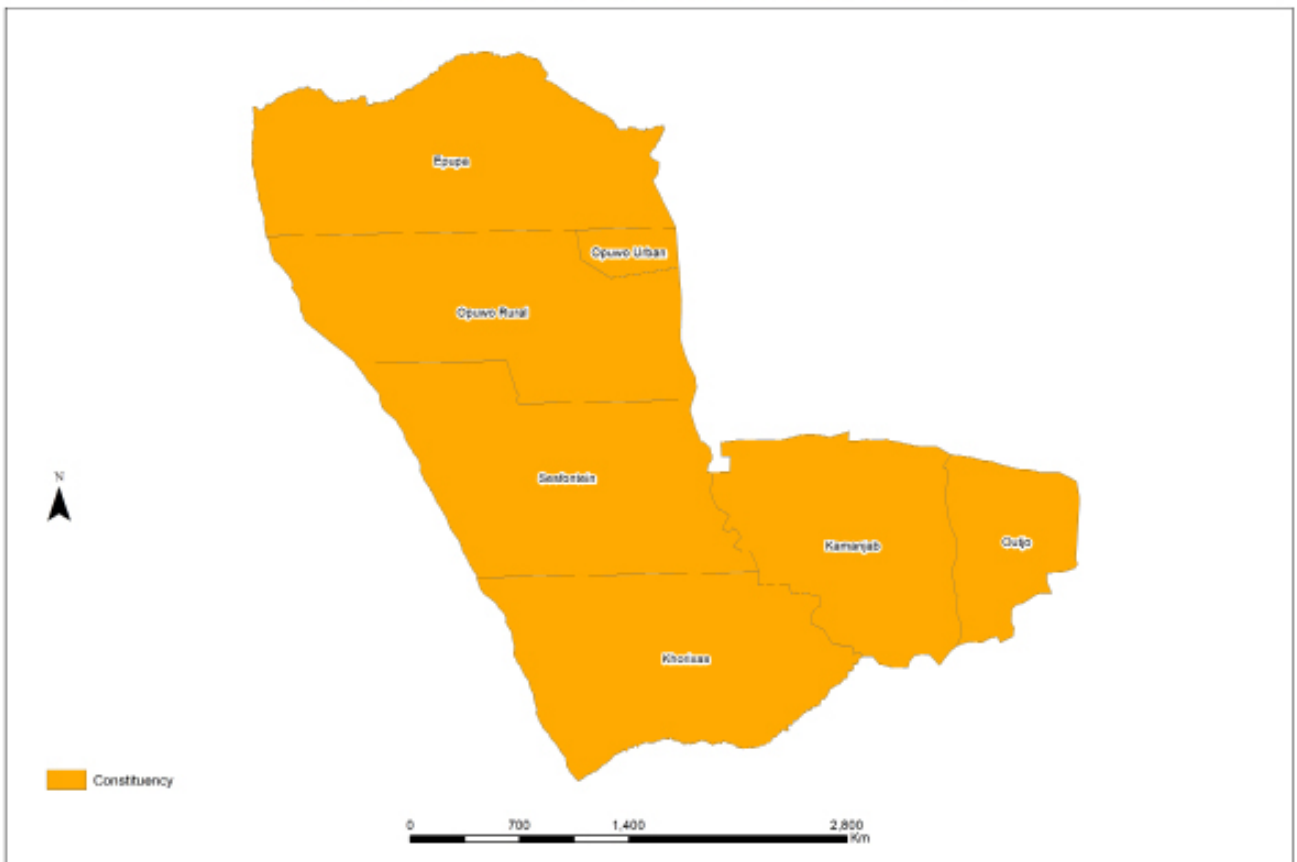 Epupa
Opuwo Urban
Opuwo Rural
Sesfontein
N
Kamanjab
Outjo
Khorixas
Constituency
0 700 1,400 2,800
Km